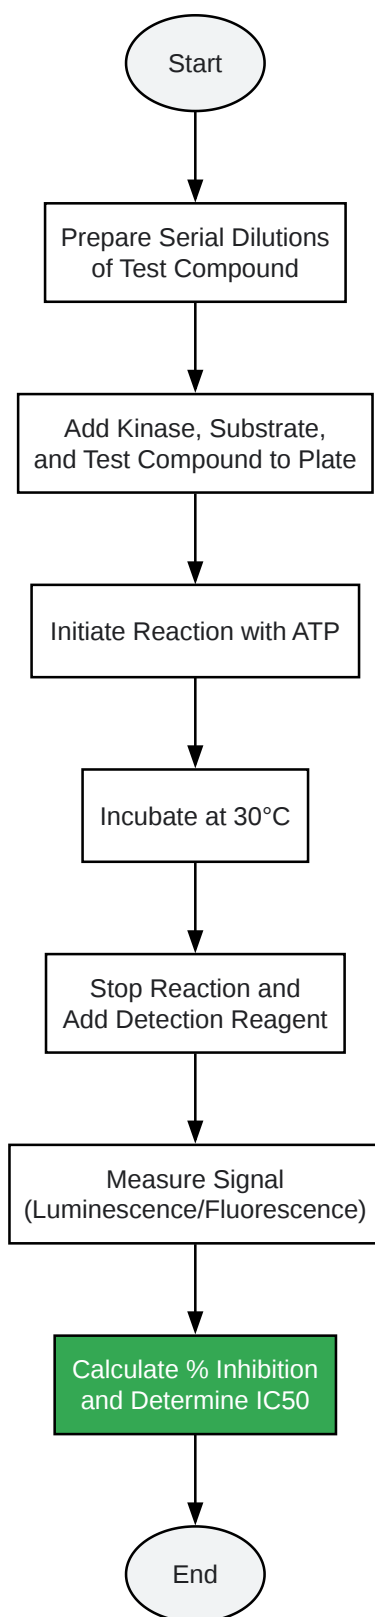 Start
Prepare Serial Dilutions
of Test Compound
Add Kinase, Substrate,
and Test Compound to Plate
Initiate Reaction with ATP
Incubate at 30°C
Stop Reaction and
Add Detection Reagent
Measure Signal
(Luminescence/Fluorescence)
Calculate % Inhibition
and Determine IC50
End